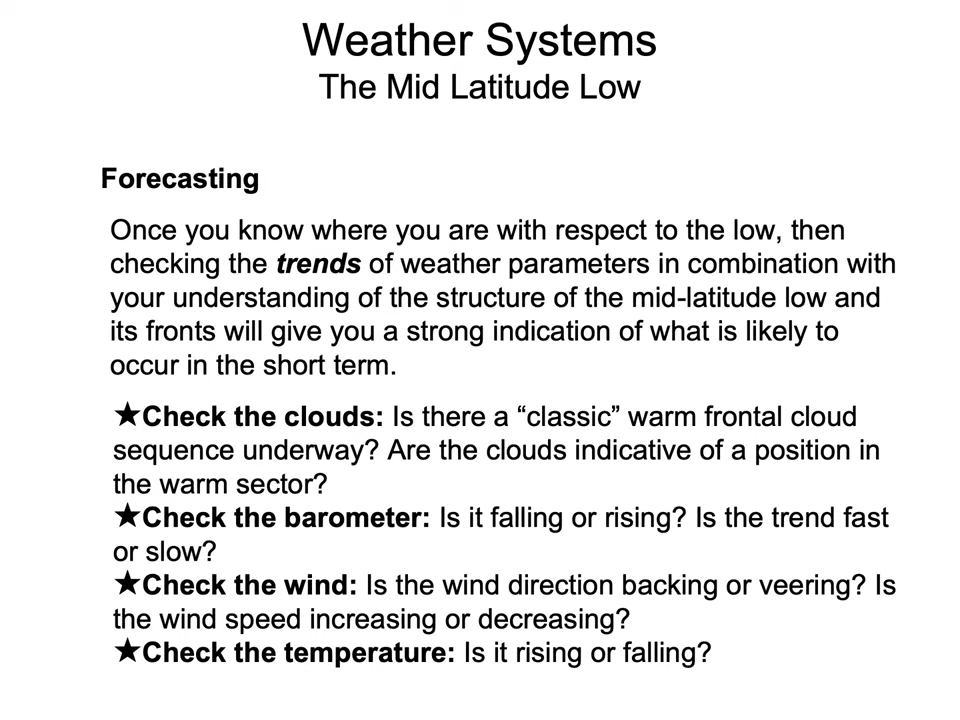 Weather Systems
The Mid Latitude Low
Forecasting
Once you know where you are with respect to the low, then
checking the trends of weather parameters in combination with
your understanding of the structure of the mid-latitude low and
its fronts will give you a strong indication of what is likely to
occur in the short term.
★Check the clouds: Is there a “classic” warm frontal cloud
sequence underway? Are the clouds indicative of a position in
the warm sector?
★Check the barometer: Is it falling or rising? Is the trend fast
or slow?
★Check the wind: Is the wind direction backing or veering? Is
the wind speed increasing or decreasing?
★Check the temperature: Is it rising or falling?